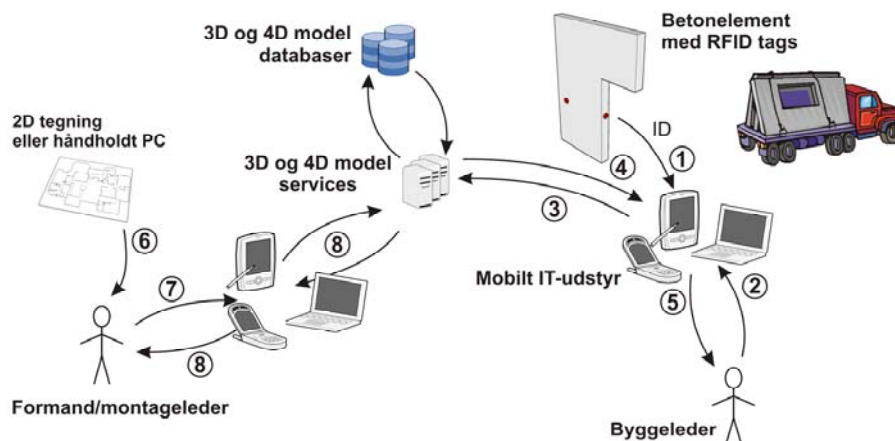 3D og 4D model
databaser
Betonelement
med RFID tags
2D tegning
eller håndholdt PC
ID
1
3D og 4D model
services
4
3
6
8
7
Mobilt IT-udstyr
5
2
8
Formand/montageleder
Byggeleder